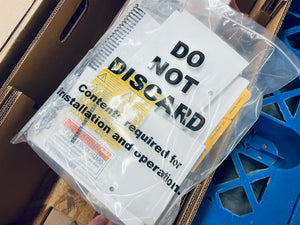 DO
NOT
DISCARD
Contents required for
installation and operation.